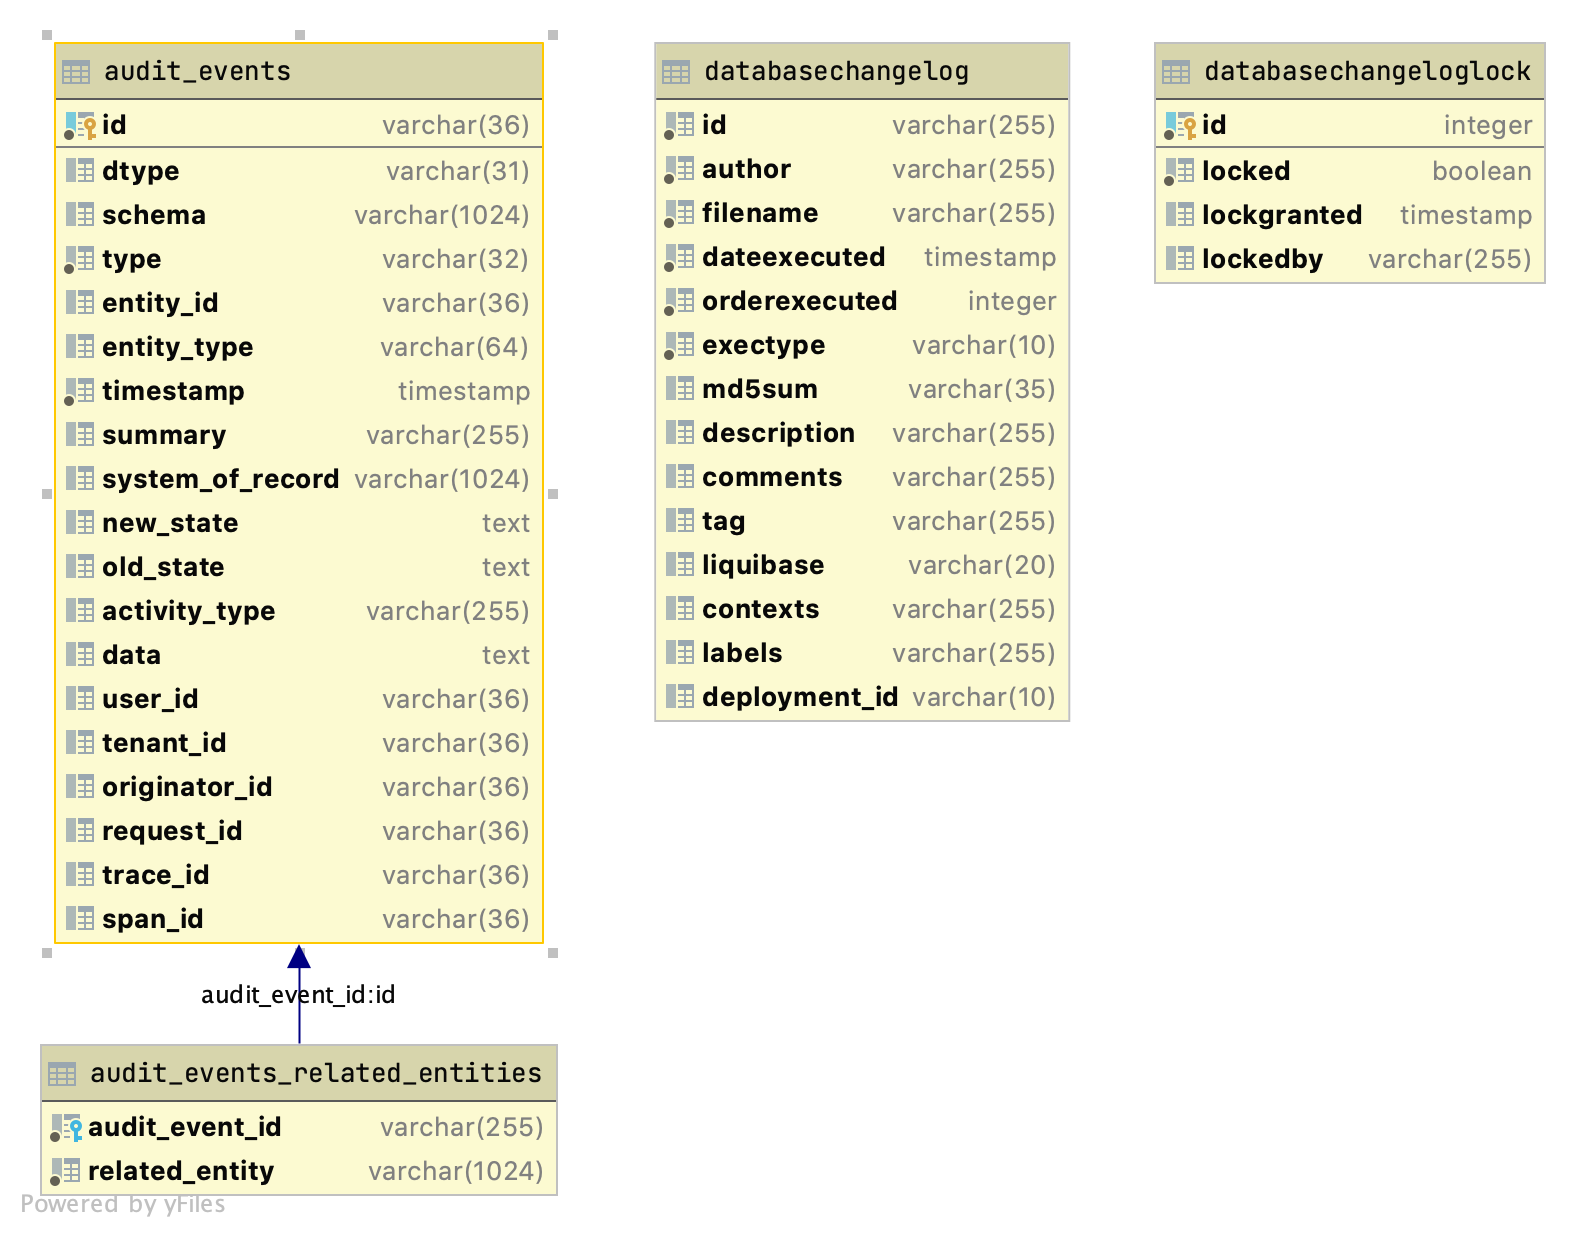 audit_events
id varchar(36)
dtype varchar(31)
schema varchar(1024)
type varchar(32)
entity_id varchar(36)
entity_type varchar(64)
timestamp timestamp
summary varchar(255)
system_of_record varchar(1024)
new_state text
old_state text
activity_type varchar(255)
data text
user_id varchar(36)
tenant_id varchar(36)
originator_id varchar(36)
request_id varchar(36)
trace_id varchar(36)
span_id varchar(36)
audit_event_id:id
audit_events_related_entities
audit_event_id varchar(255)
related_entity varchar(1024)
databasechangelog
id varchar(255)
author varchar(255)
filename varchar(255)
dateexecuted timestamp
orderexecuted integer
exectype varchar(10)
md5sum varchar(35)
description varchar(255)
comments varchar(255)
tag varchar(255)
liquibase varchar(20)
contexts varchar(255)
labels varchar(255)
deployment_id varchar(10)
databasechangeloglock
id integer
locked boolean
lockgranted timestamp
lockedby varchar(255)
Powered by yFiles